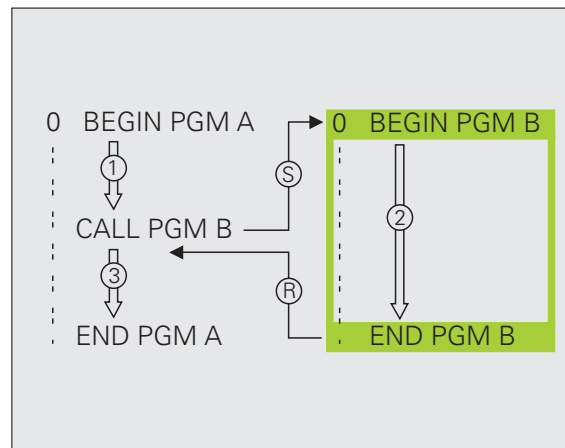 0 BEGIN PGM A
1
CALL PGM B
3
END PGM A
S
R
0 BEGIN PGM B
2
END PGM B